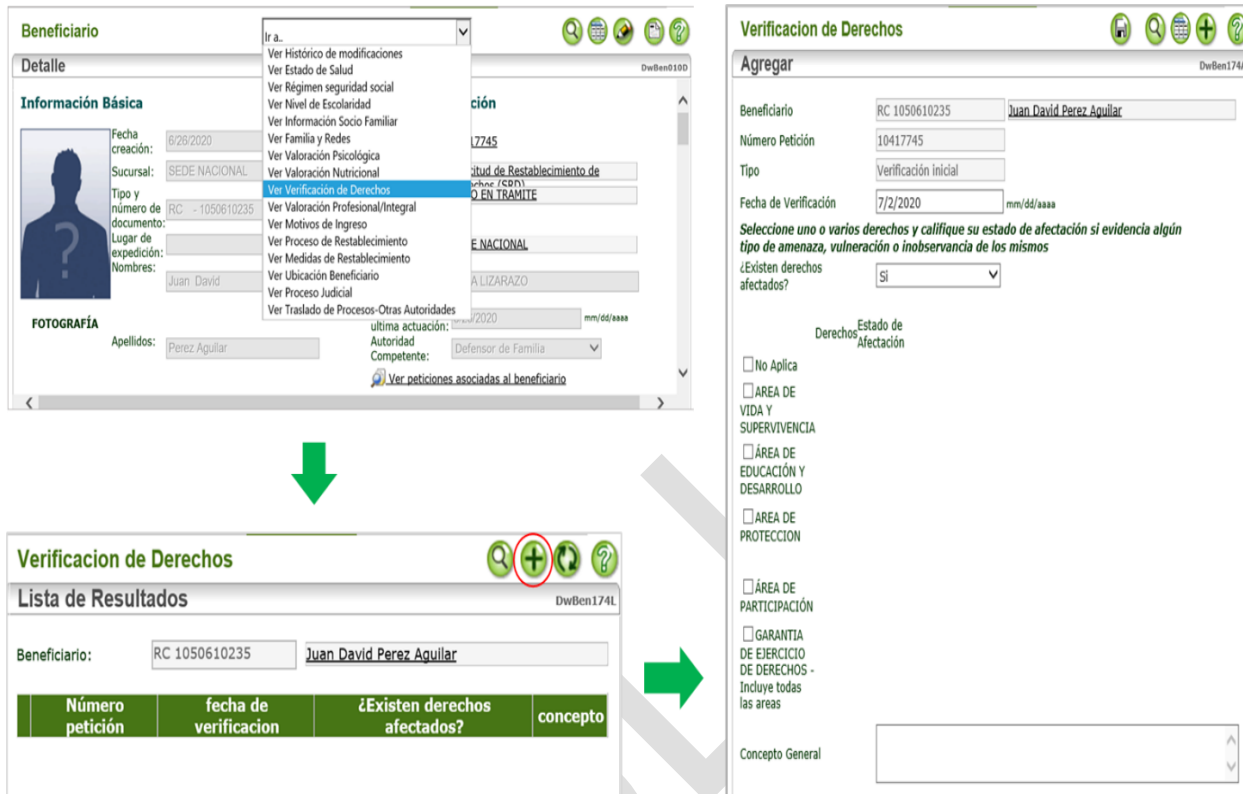 Beneficiario
Ir a..
Detalle
DwBen010D
Ver Histórico de modificaciones
Ver Estado de Salud
Ver Régimen seguridad social
Ver Nivel de Escolaridad
Ver Información Socio Familiar
Ver Familia y Redes
Ver Valoración Psicológica
Ver Valoración Nutricional
Ver Verificación de Derechos
Ver Valoración Profesional/Integral
Ver Motivos de Ingreso
Ver Proceso de Restablecimiento
Ver Medidas de Restablecimiento
Ver Ubicación Beneficiario
Ver Proceso Judicial
Ver Traslado de Procesos-Otras Autoridades
Información Básica
ción
Fecha
creación:
6/26/2020
17745
Sucursal:
SEDE NACIONAL
itud de Restablecimiento de
Tipo y
número de
documento:
RC - 1050610235
O EN TRAMITE
Lugar de
expedición:
E NACIONAL
Nombres:
Juan David
A LIZARAZO
FOTOGRAFÍA
ultima actuación:
/2020
mm/dd/aaaa
Apellidos:
Perez Aguilar
Autoridad
Competente:
Defensor de Familia
Ver peticiones asociadas al beneficiario
Verificacion de Derechos
Lista de Resultados
DwBen174L
Beneficiario:
RC 1050610235
Juan David Perez Aguilar
Número
petición
fecha de
verificacion
¿Existen derechos
afectados?
concepto
Verificacion de Derechos
Agregar
DwBen174A
Beneficiario
RC 1050610235
Juan David Perez Aguilar
Número Petición
10417745
Tipo
Verificación inicial
Fecha de Verificación
7/2/2020
mm/dd/aaaa
Seleccione uno o varios derechos y califique su estado de afectación si evidencia algún
tipo de amenaza, vulneración o inobservancia de los mismos
¿Existen derechos
afectados?
Si
Derechos
Estado de
Afectación
No Aplica
AREA DE
VIDA Y
SUPERVIVENCIA
ÁREA DE
EDUCACIÓN Y
DESARROLLO
AREA DE
PROTECCION
ÁREA DE
PARTICIPACIÓN
GARANTIA
DE EJERCICIO
DE DERECHOS -
Incluye todas
las areas
Concepto General